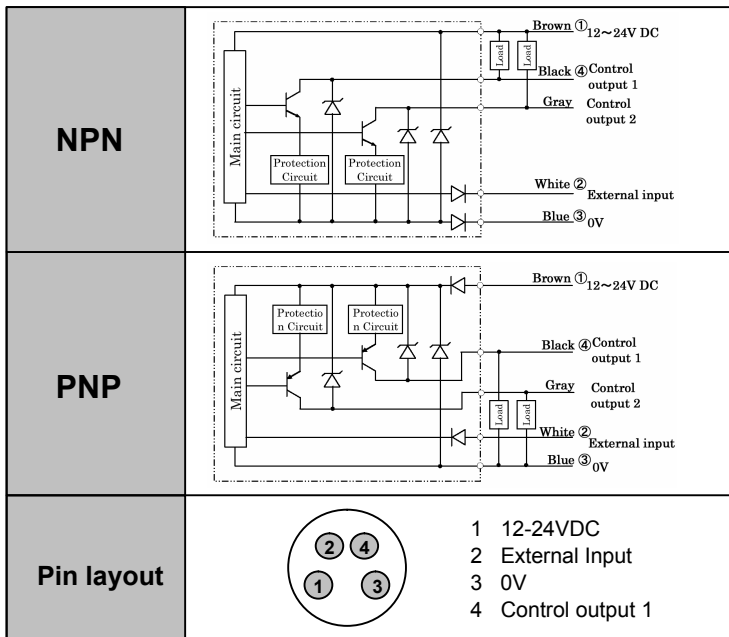 NPN
Main circuit
Protection
Circuit
Protection
Circuit
Load
Load
Brown ① 12～24V DC
Black ④ Control
output 1
Gray Control
output 2
White ② External input
Blue ③ 0V
PNP
Main circuit
Protectio
n Circuit
Protectio
n Circuit
Load
Load
Brown ① 12～24V DC
Black ④ Control
output 1
Gray Control
output 2
White ② External input
Blue ③ 0V
Pin layout
2 4
1 3
1 12-24VDC
2 External Input
3 0V
4 Control output 1